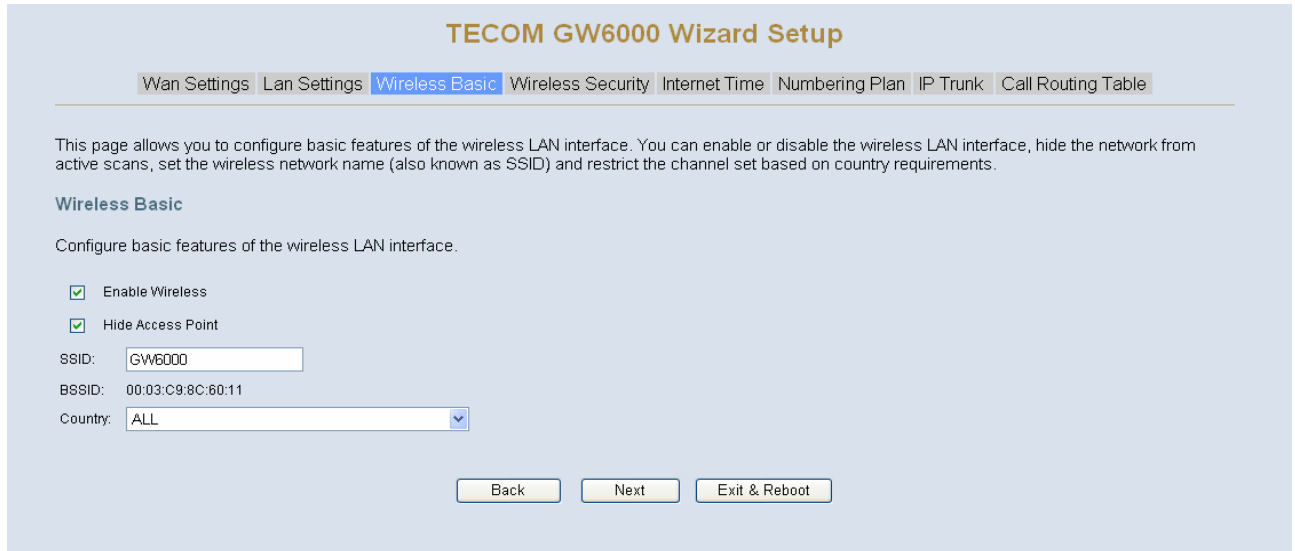 TECOM GW6000 Wizard Setup
Wan Settings Lan Settings Wireless Basic Wireless Security Internet Time Numbering Plan IP Trunk Call Routing Table
This page allows you to configure basic features of the wireless LAN interface. You can enable or disable the wireless LAN interface, hide the network from
active scans, set the wireless network name (also known as SSID) and restrict the channel set based on country requirements.
Wireless Basic
Configure basic features of the wireless LAN interface.
Enable Wireless
Hide Access Point
SSID: GW6000
BSSID: 00:03:C9:8C:60:11
Country: ALL
Back Next Exit & Reboot